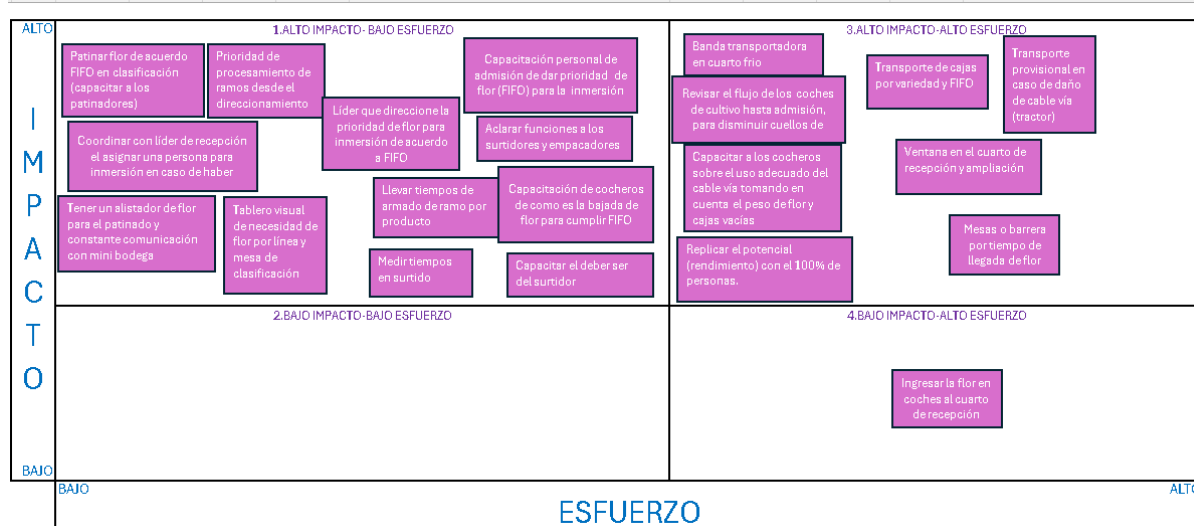 ALTO
IMPACTO
BAJO
1.ALTO IMPACTO-BAJO ESFUERZO
Patinar flor de acuerdo
FIFO en clasificación
(capacitar a los
patinadores)
Prioridad de
procesamiento de
ramos desde el
direccionamiento
Capacitación personal de
admisión de dar prioridad de
flor (FIFO) para la inmersión
Líder que direccione la
prioridad de flor para
inmersión de acuerdo
a FIFO
Aclarar funciones a los
surtidores y empacadores
Coordinar con líder de recepción
el asignar una persona para
inmersión en caso de haber
Llevar tiempos de
armado de ramo por
producto
Capacitación de cocheros
de como es la bajada de
flor para cumplir FIFO
Tener un alistador de flor
para el patinado y
constante comunicación
con mini bodega
Tablero visual
de necesidad de
flor por línea y
mesa de
clasificación
Medir tiempos
en surtido
Capacitar el deber ser
del surtidor
3.ALTO IMPACTO-ALTO ESFUERZO
Banda transportadora
en cuarto frio
Transporte de cajas
por variedad y FIFO
Transporte
provisional en
caso de daño
de cable vía
(tractor)
Revisar el flujo de los coches
de cultivo hasta admisión,
para disminuir cuellos de
Capacitar a los cocheros
sobre el uso adecuado del
cable vía tomando en
cuenta el peso de flor y
cajas vacías
Ventana en el cuarto de
recepción y ampliación
Replicar el potencial
(rendimiento) con el 100% de
personas.
Mesas o barrera
por tiempo de
llegada de flor
2.BAJO IMPACTO-BAJO ESFUERZO
4.BAJO IMPACTO-ALTO ESFUERZO
Ingresar la flor en
coches al cuarto
de recepción
BAJO
ESFUERZO
ALTO